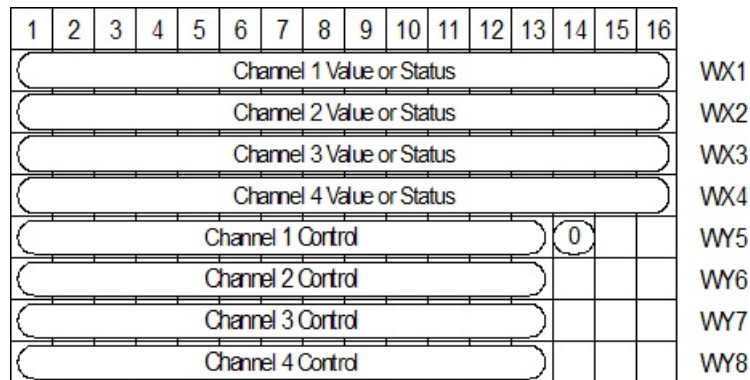 1 2 3 4 5 6 7 8 9 10 11 12 13 14 15 16
Channel 1 Value or Status WX1
Channel 2 Value or Status WX2
Channel 3 Value or Status WX3
Channel 4 Value or Status WX4
Channel 1 Control 0 WY5
Channel 2 Control WY6
Channel 3 Control WY7
Channel 4 Control WY8